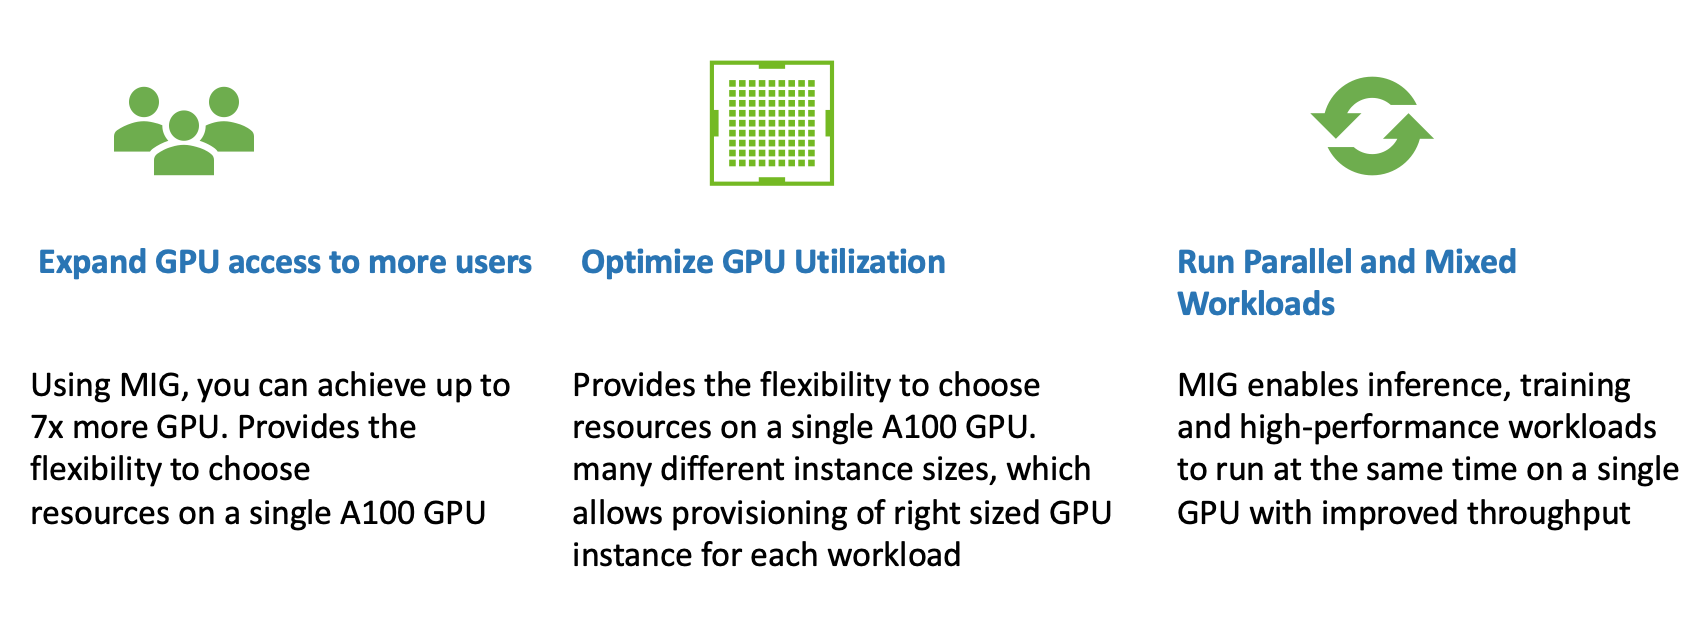 Expand GPU access to more users
Using MIG, you can achieve up to
7x more GPU. Provides the
flexibility to choose
resources on a single A100 GPU
Optimize GPU Utilization
Provides the flexibility to choose
resources on a single A100 GPU.
many different instance sizes, which
allows provisioning of right sized GPU
instance for each workload
Run Parallel and Mixed
Workloads
MIG enables inference, training
and high-performance workloads
to run at the same time on a single
GPU with improved throughput